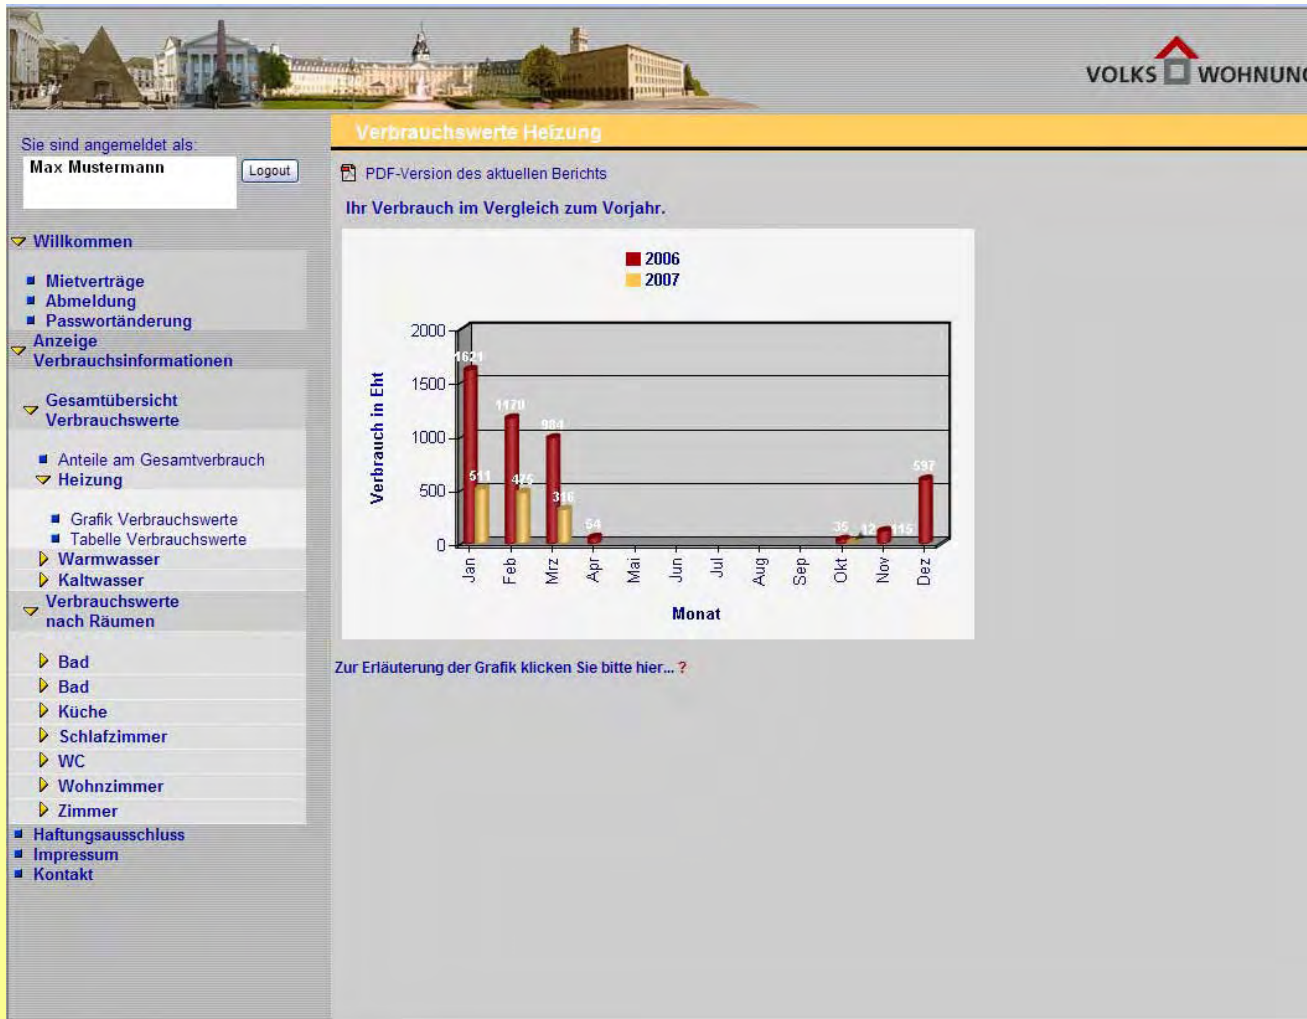 VOLKS WOHNUNG
Sie sind angemeldet als:
Max Mustermann
Logout
Willkommen
Mietverträge
Abmeldung
Passwortänderung
Anzeige
Verbrauchsinformationen
Gesamtübersicht
Verbrauchswerte
Anteile am Gesamtverbrauch
Heizung
Grafik Verbrauchswerte
Tabelle Verbrauchswerte
Warmwasser
Kaltwasser
Verbrauchswerte
nach Räumen
Bad
Bad
Küche
Schlafzimmer
WC
Wohnzimmer
Zimmer
Haftungsausschluss
Impressum
Kontakt
Verbrauchswerte Heizung
PDF-Version des aktuellen Berichts
Ihr Verbrauch im Vergleich zum Vorjahr.
2006
2007
Verbrauch in Eht
2000
1500
1000
500
0
1621
511
1170
475
984
316
64
35
12
115
597
Jan
Feb
Mrz
Apr
Mai
Jun
Jul
Aug
Sep
Okt
Nov
Dez
Monat
Zur Erläuterung der Grafik klicken Sie bitte hier... ?